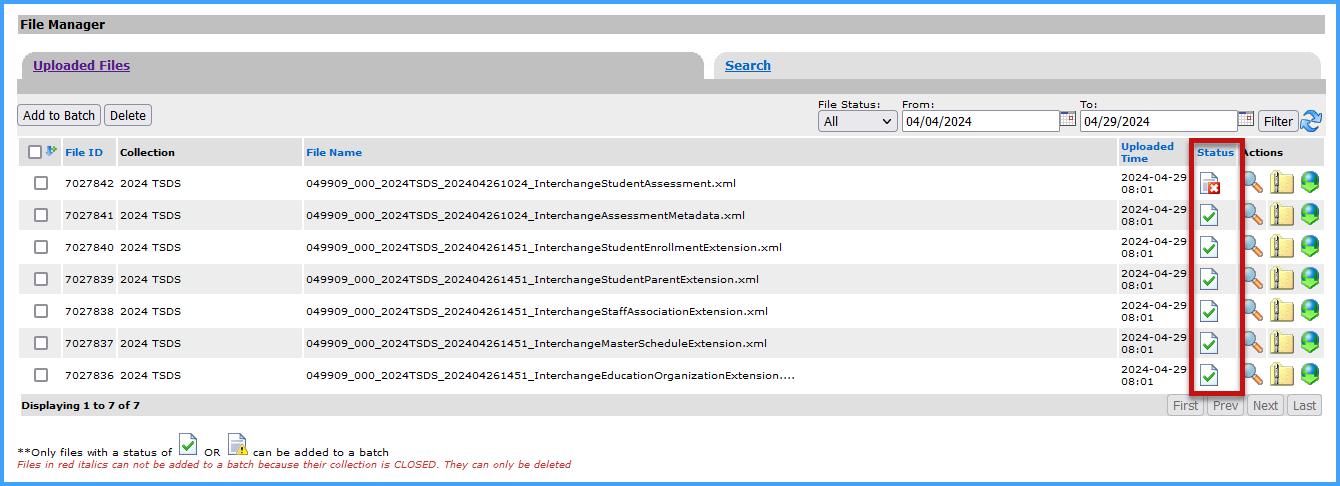 File Manager
Uploaded Files
Search
Add to Batch
Delete
File Status:
All
From:
04/04/2024
To:
04/29/2024
Filter
File ID Collection File Name Uploaded Time Status Actions
7027842 2024 TSDS 049909_000_2024TSDS_202404261024_InterchangeStudentAssessment.xml 2024-04-29 08:01
7027841 2024 TSDS 049909_000_2024TSDS_202404261024_InterchangeAssessmentMetadata.xml 2024-04-29 08:01
7027840 2024 TSDS 049909_000_2024TSDS_202404261451_InterchangeStudentEnrollmentExtension.xml 2024-04-29 08:01
7027839 2024 TSDS 049909_000_2024TSDS_202404261451_InterchangeStudentParentExtension.xml 2024-04-29 08:01
7027838 2024 TSDS 049909_000_2024TSDS_202404261451_InterchangeStaffAssociationExtension.xml 2024-04-29 08:01
7027837 2024 TSDS 049909_000_2024TSDS_202404261451_InterchangeMasterScheduleExtension.xml 2024-04-29 08:01
7027836 2024 TSDS 049909_000_2024TSDS_202404261451_InterchangeEducationOrganizationExtension.... 2024-04-29 08:01
Displaying 1 to 7 of 7
First Prev Next Last
**Only files with a status of OR can be added to a batch
Files in red italics can not be added to a batch because their collection is CLOSED. They can only be deleted